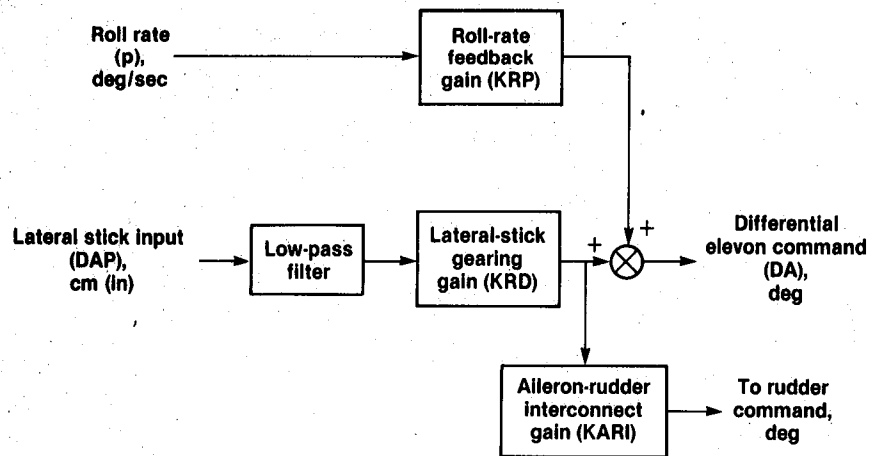 Roll rate
(p),
deg/sec
Roll-rate
feedback
gain (KRP)
+
Lateral stick input
(DAP),
cm (in)
Low-pass
filter
Lateral-stick
gearing
gain (KRD)
+
Differential
elevon command
(DA),
deg
Aileron-rudder
interconnect
gain (KARI)
To rudder
command,
deg